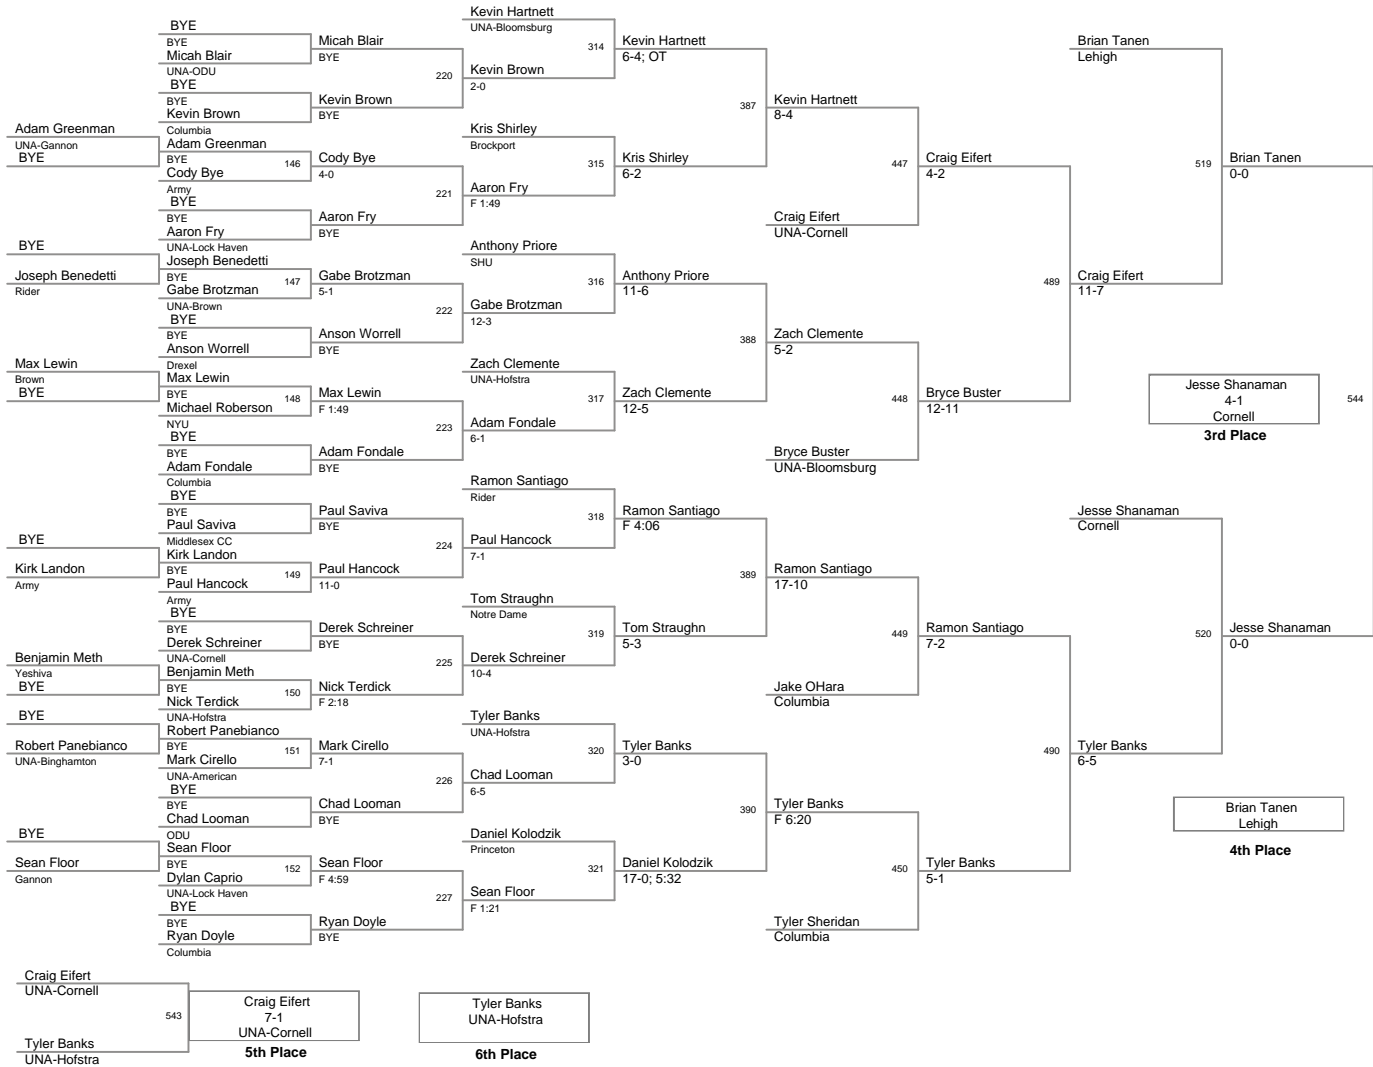 Adam Greenman
UNA-Gannon
BYE
BYE
Joseph Benedetti
Rider
Max Lewin
Brown
BYE
BYE
Kirk Landon
Army
Benjamin Meth
Yeshiva
BYE
BYE
Robert Panebianco
UNA-Binghamton
BYE
Sean Floor
Gannon
BYE
BYE
Micah Blair
UNA-ODU
BYE
BYE
Kevin Brown
Columbia
Adam Greenman
BYE
146
Cody Bye
Army
BYE
BYE
Aaron Fry
UNA-Lock Haven
Joseph Benedetti
BYE
147
Gabe Brotzman
UNA-Brown
BYE
BYE
Anson Worrell
Drexel
Max Lewin
BYE
148
Michael Roberson
NYU
BYE
BYE
Adam Fondale
Columbia
BYE
BYE
Paul Saviva
Middlesex CC
Kirk Landon
BYE
149
Paul Hancock
Army
BYE
BYE
Derek Schreiner
UNA-Cornell
Benjamin Meth
BYE
150
Nick Terdick
UNA-Hofstra
Robert Panebianco
BYE
151
Mark Cirello
UNA-American
BYE
BYE
Chad Looman
ODU
Sean Floor
BYE
152
Dylan Caprio
UNA-Lock Haven
BYE
BYE
Ryan Doyle
Columbia
Micah Blair
BYE
220
Kevin Brown
BYE
Cody Bye
4-0
221
Aaron Fry
BYE
Gabe Brotzman
5-1
222
Anson Worrell
BYE
Max Lewin
F 1:49
223
Adam Fondale
BYE
Paul Saviva
BYE
224
Paul Hancock
11-0
Derek Schreiner
BYE
225
Nick Terdick
F 2:18
Mark Cirello
7-1
226
Chad Looman
BYE
Sean Floor
F 4:59
227
Ryan Doyle
BYE
Kevin Hartnett
UNA-Bloomsburg
314
Kevin Brown
2-0
Kris Shirley
Brockport
315
Aaron Fry
F 1:49
Anthony Priore
SHU
316
Gabe Brotzman
12-3
Zach Clemente
UNA-Hofstra
317
Adam Fondale
6-1
Ramon Santiago
Rider
318
Paul Hancock
7-1
Tom Straughn
Notre Dame
319
Derek Schreiner
10-4
Tyler Banks
UNA-Hofstra
320
Chad Looman
6-5
Daniel Kolodzik
Princeton
321
Sean Floor
F 1:21
Kevin Hartnett
6-4; OT
387
Kris Shirley
6-2
Anthony Priore
11-6
388
Zach Clemente
12-5
Ramon Santiago
F 4:06
389
Tom Straughn
5-3
Tyler Banks
3-0
390
Daniel Kolodzik
17-0; 5:32
Kevin Hartnett
8-4
447
Craig Eifert
UNA-Cornell
Zach Clemente
5-2
448
Bryce Buster
UNA-Bloomsburg
Ramon Santiago
17-10
449
Jake OHara
Columbia
Tyler Banks
F 6:20
450
Tyler Sheridan
Columbia
Craig Eifert
4-2
489
Bryce Buster
12-11
Ramon Santiago
7-2
490
Tyler Banks
5-1
Brian Tanen
Lehigh
519
Craig Eifert
11-7
Jesse Shanaman
Cornell
520
Tyler Banks
6-5
Brian Tanen
0-0
544
Jesse Shanaman
0-0
Jesse Shanaman
4-1
Cornell
3rd Place
Brian Tanen
Lehigh
4th Place
Craig Eifert
UNA-Cornell
543
Tyler Banks
UNA-Hofstra
Craig Eifert
7-1
UNA-Cornell
5th Place
Tyler Banks
UNA-Hofstra
6th Place